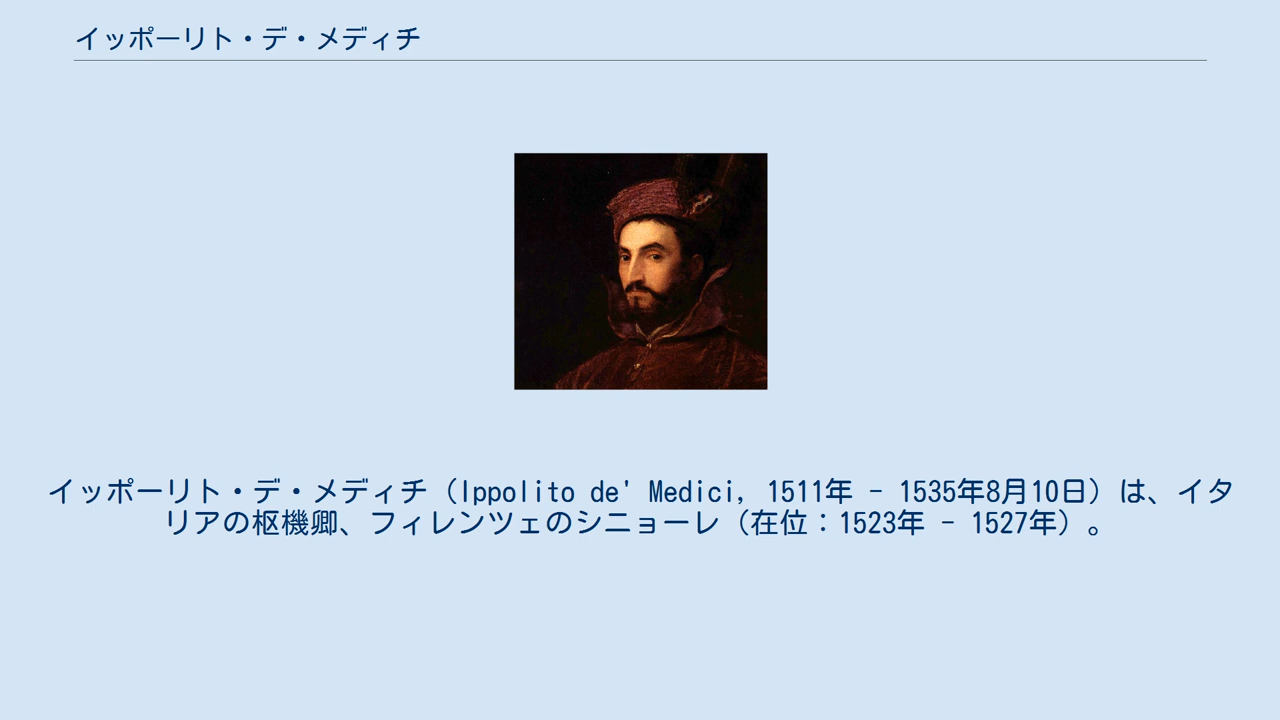 イッポーリト・デ・メディチ
イッポーリト・デ・メディチ（Ippolito de' Medici, 1511年 - 1535年8月10日）は、イタ
リアの枢機卿、フィレンツェのシニョーレ（在位：1523年 - 1527年）。